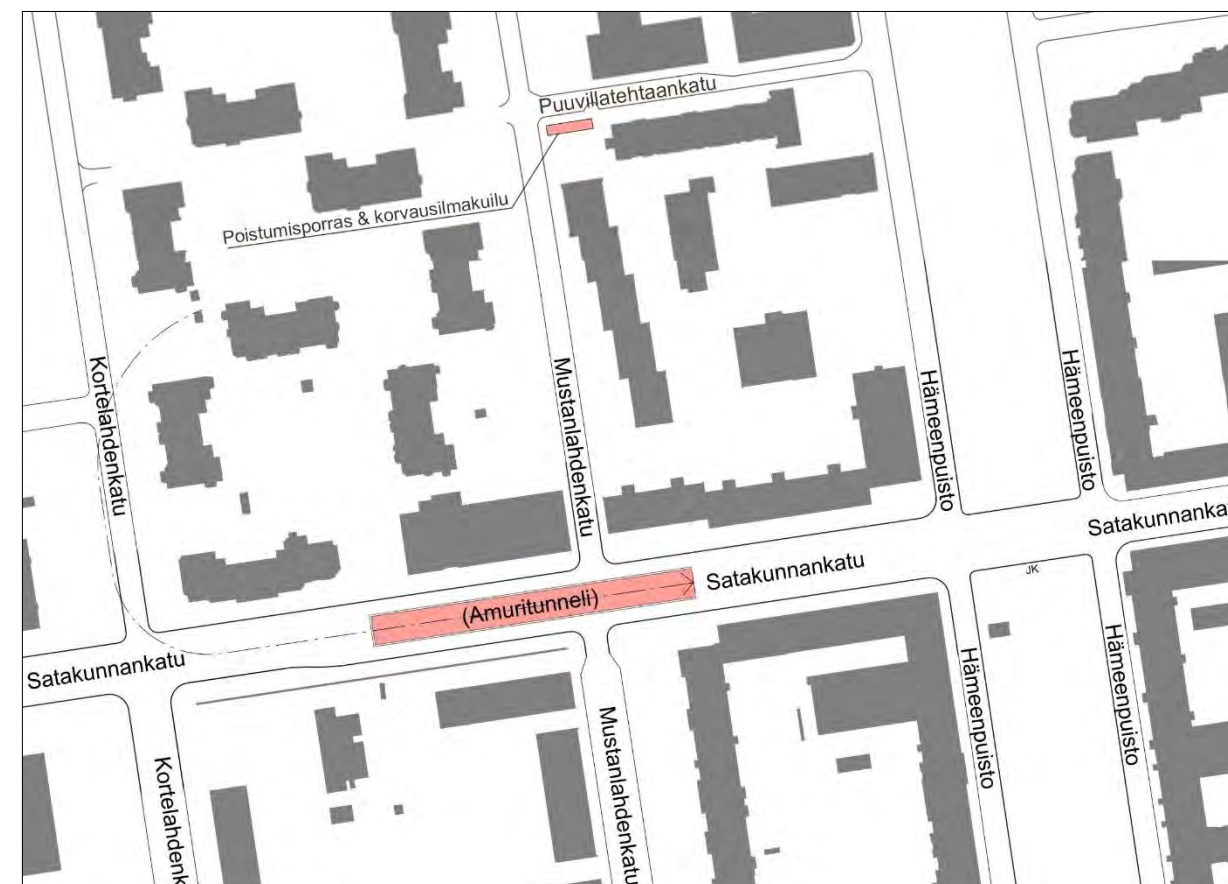 Puuvillatehtaankatu
Poistumisporras & korvausilmakuilu
Kortelahdenkatu
Mustanlahdenkatu
Hämeenpuisto
Hämeenpuisto
Satakunnanka
Satakunnankatu
(Amuritunneli)
JK
Satakunnankatu
Hämeenpuisto
Hämeenpuisto
Mustanlahdenkatu
Kortelahdenk